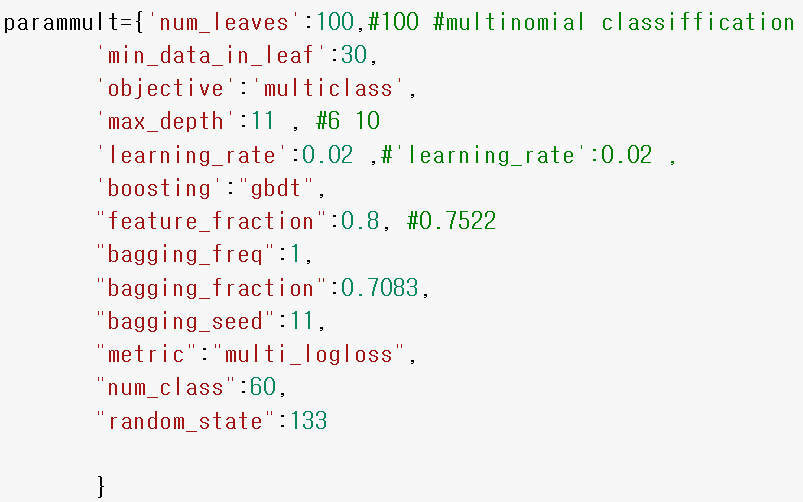 parammult={'num_leaves':100,#100 #multinomial classiffication
'min_data_in_leaf':30,
'objective':'multiclass',
'max_depth':11 , #6 10
'learning_rate':0.02 ,#'learning_rate':0.02 ,
'boosting':"gbdt",
"feature_fraction":0.8, #0.7522
"bagging_freq":1,
"bagging_fraction":0.7083,
"bagging_seed":11,
"metric":"multi_logloss",
"num_class":60,
"random_state":133
}